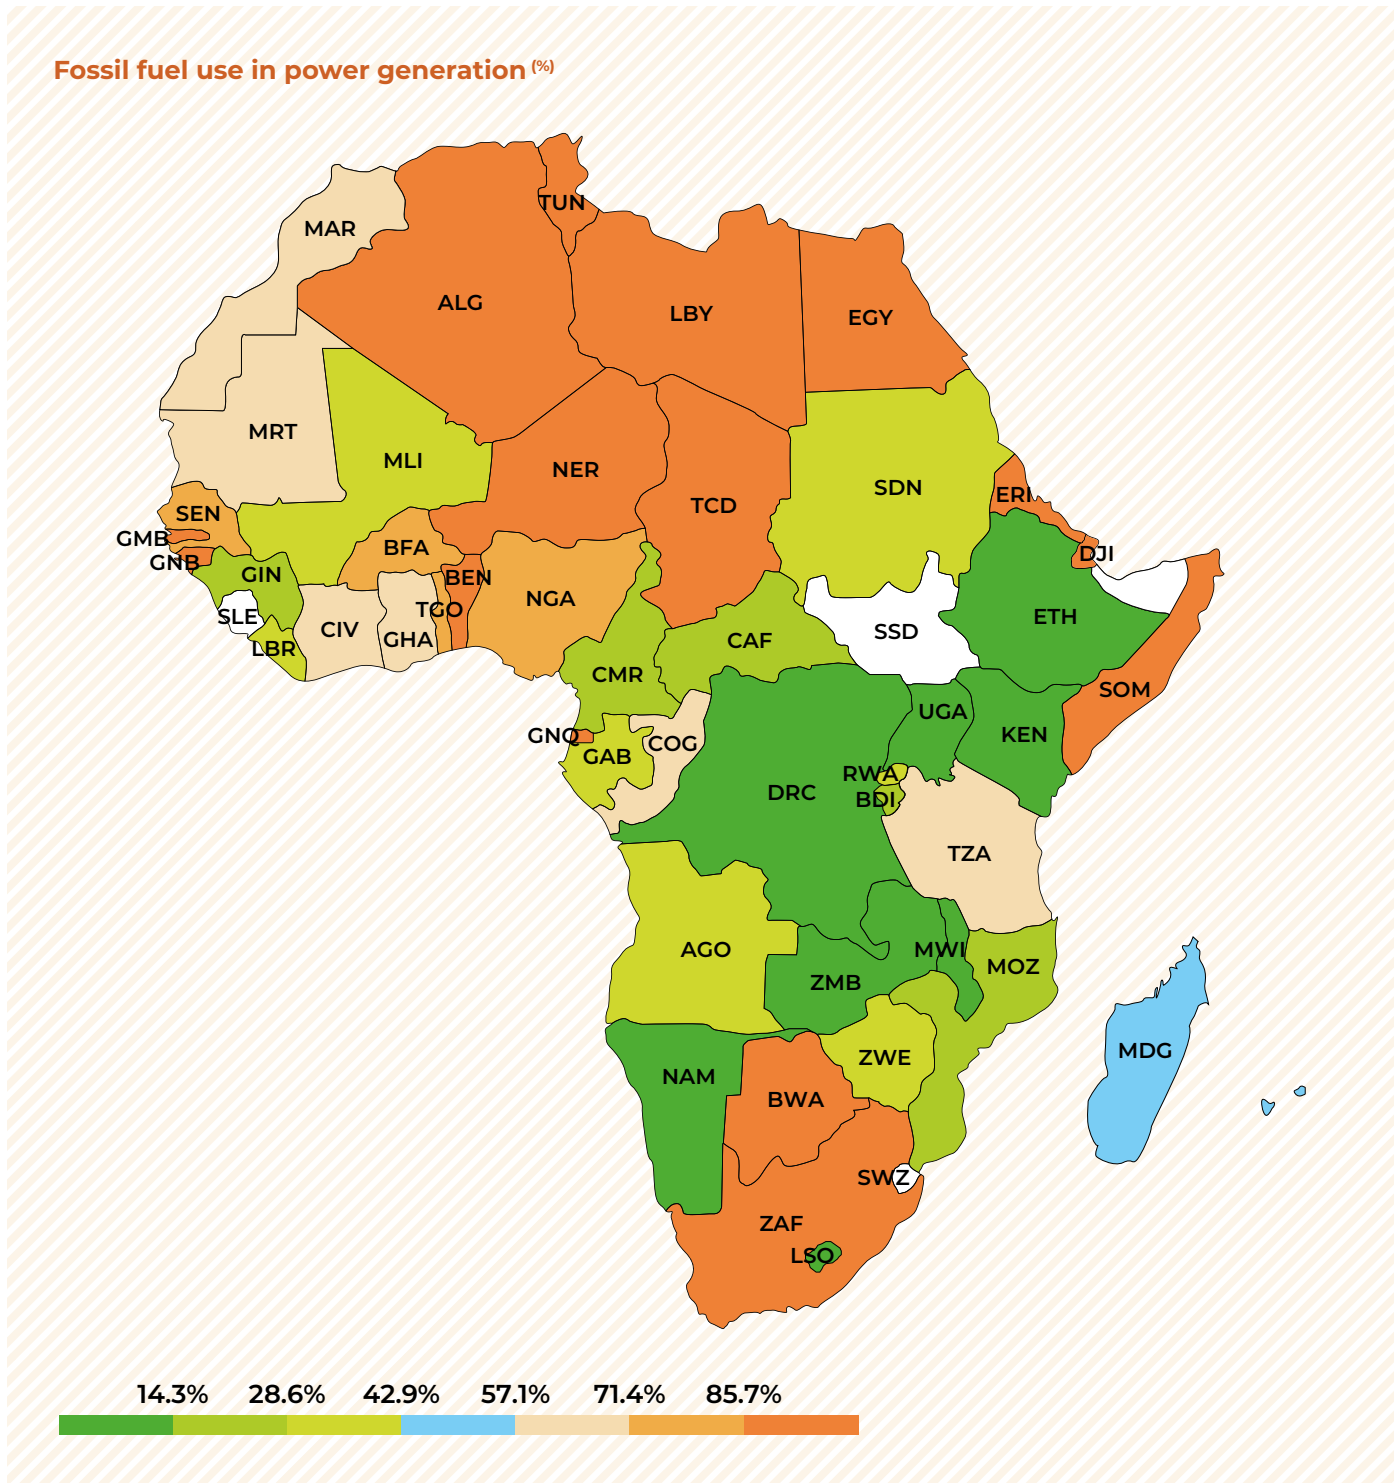 Fossil fuel use in power generation (%)
TUN
MAR
ALG
LBY
EGY
MRT
MLI
NER
SDN
ERI
TCD
SEN
GMB
BFA
DJI
GNB
GIN
BEN
NGA
TGO
SLE
ETH
CIV
GHA
SSD
CAF
LBR
CMR
SOM
UGA
GNQ
COG
KEN
GAB
RWA
DRC
BDI
TZA
AGO
MWI
MOZ
ZMB
MDG
ZWE
NAM
BWA
SWZ
ZAF
LSO
14.3% 28.6% 42.9% 57.1% 71.4% 85.7%